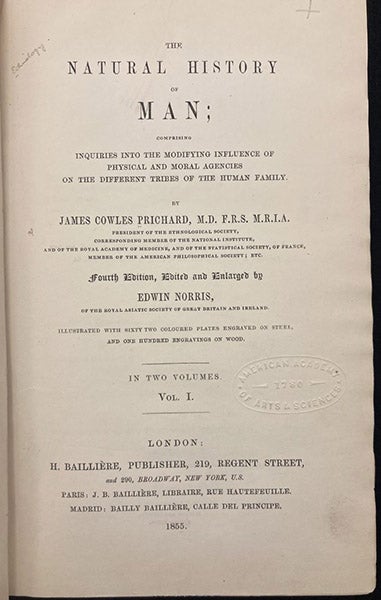 Ethnology
THE
NATURAL HISTORY
OF
MAN;
COMPRISING
INQUIRIES INTO THE MODIFYING INFLUENCE OF
PHYSICAL AND MORAL AGENCIES
ON THE DIFFERENT TRIBES OF THE HUMAN FAMILY.
BY
JAMES COWLES PRICHARD, M.D. F.R.S. M.R.I.A.
PRESIDENT OF THE ETHNOLOGICAL SOCIETY,
CORRESPONDING MEMBER OF THE NATIONAL INSTITUTE,
AND OF THE ROYAL ACADEMY OF MEDICINE, AND OF THE STATISTICAL SOCIETY, OF FRANCE,
MEMBER OF THE AMERICAN PHILOSOPHICAL SOCIETY; ETC.
Fourth Edition, Edited and Enlarged by
EDWIN NORRIS,
OF THE ROYAL ASIATIC SOCIETY OF GREAT BRITAIN AND IRELAND.
ILLUSTRATED WITH SIXTY TWO COLOURED PLATES ENGRAVED ON STEEL,
AND ONE HUNDRED ENGRAVINGS ON WOOD.
IN TWO VOLUMES.
VOL. I.
AMERICAN ACADEMY
1780
OF ARTS & SCIENCES
LONDON:
H. BAILLIÈRE, PUBLISHER, 219, REGENT STREET,
and 290, BROADWAY, NEW YORK, U.S.
PARIS: J. B. BAILLIÈRE, LIBRAIRE, RUE HAUTEFEUILLE.
MADRID: BAILLY BAILLIÈRE, CALLE DEL PRINCIPE.
1855.